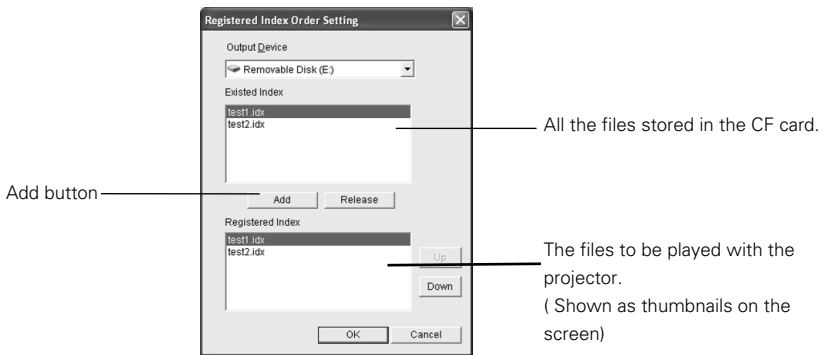 Registered Index Order Setting
Output Device
Removable Disk (E:)
Existed Index
test1.idx
test2.idx
All the files stored in the CF card.
Add button
Add Release
Registered Index
test1.idx
test2.idx
Up
Down
The files to be played with the
projector.
( Shown as thumbnails on the
screen)
OK Cancel